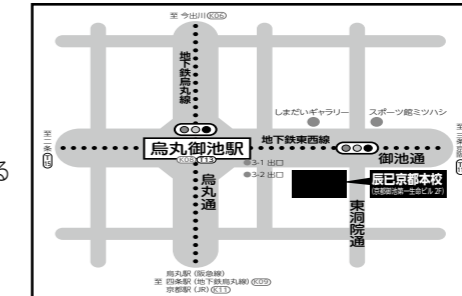 至 今出川 K06
地下鉄烏丸線
しまだいギャラリー
スポーツ館ミツハシ
至 二条 T15
烏丸御池駅
K08 T13
地下鉄東西線
御池通
3-1 出口
3-2 出口
烏丸通
辰已京都本校
(京都御池第一生命ビル 2F)
東洞院通
る
烏丸駅 (阪急線)
至 四条駅 (地下鉄烏丸線) K09
京都駅 (JR) K11